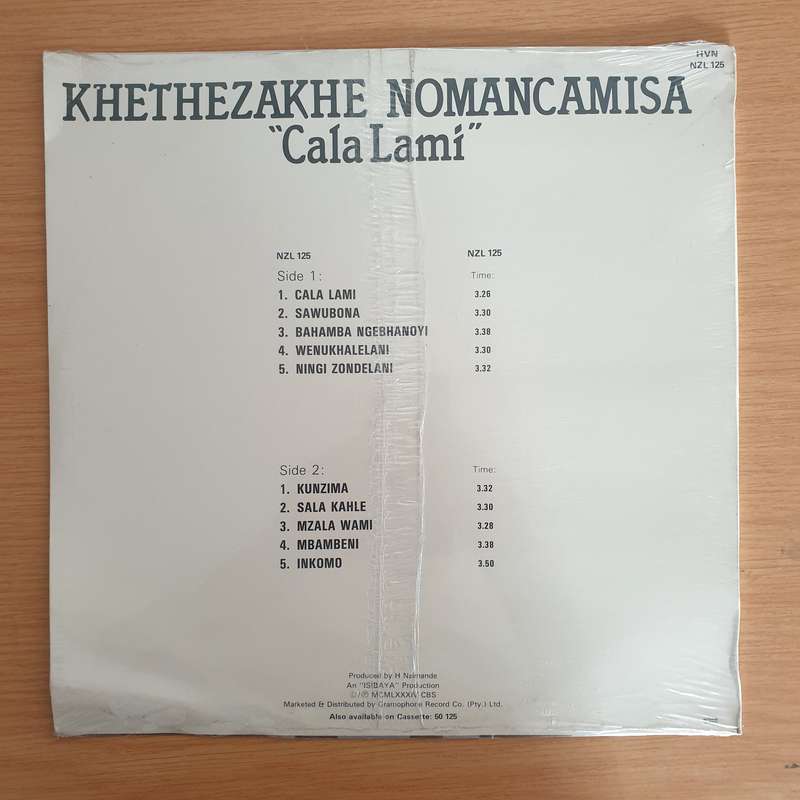 HVN
NZL 125
KHETHEZAKHE NOMANCAMISA
"Cala Lami"
NZL 125 NZL 125
Side 1: Time:
1. CALA LAMI 3.26
2. SAWUBONA 3.30
3. BAHAMBA NGEBHANOYI 3.38
4. WENUKHALELANI 3.30
5. NINGI ZONDELANI 3.32
Side 2: Time:
1. KUNZIMA 3.32
2. SALA KAHLE 3.30
3. MZALA WAMI 3.28
4. MBAMBENI 3.38
5. INKOMO 3.50
Produced by H Nzimande
An "ISIBAYA" Production
©/℗ MCMLXXXIV CBS
Marketed & Distributed by Gramophone Record Co. (Pty.) Ltd.
Also available on Cassette: 50 125